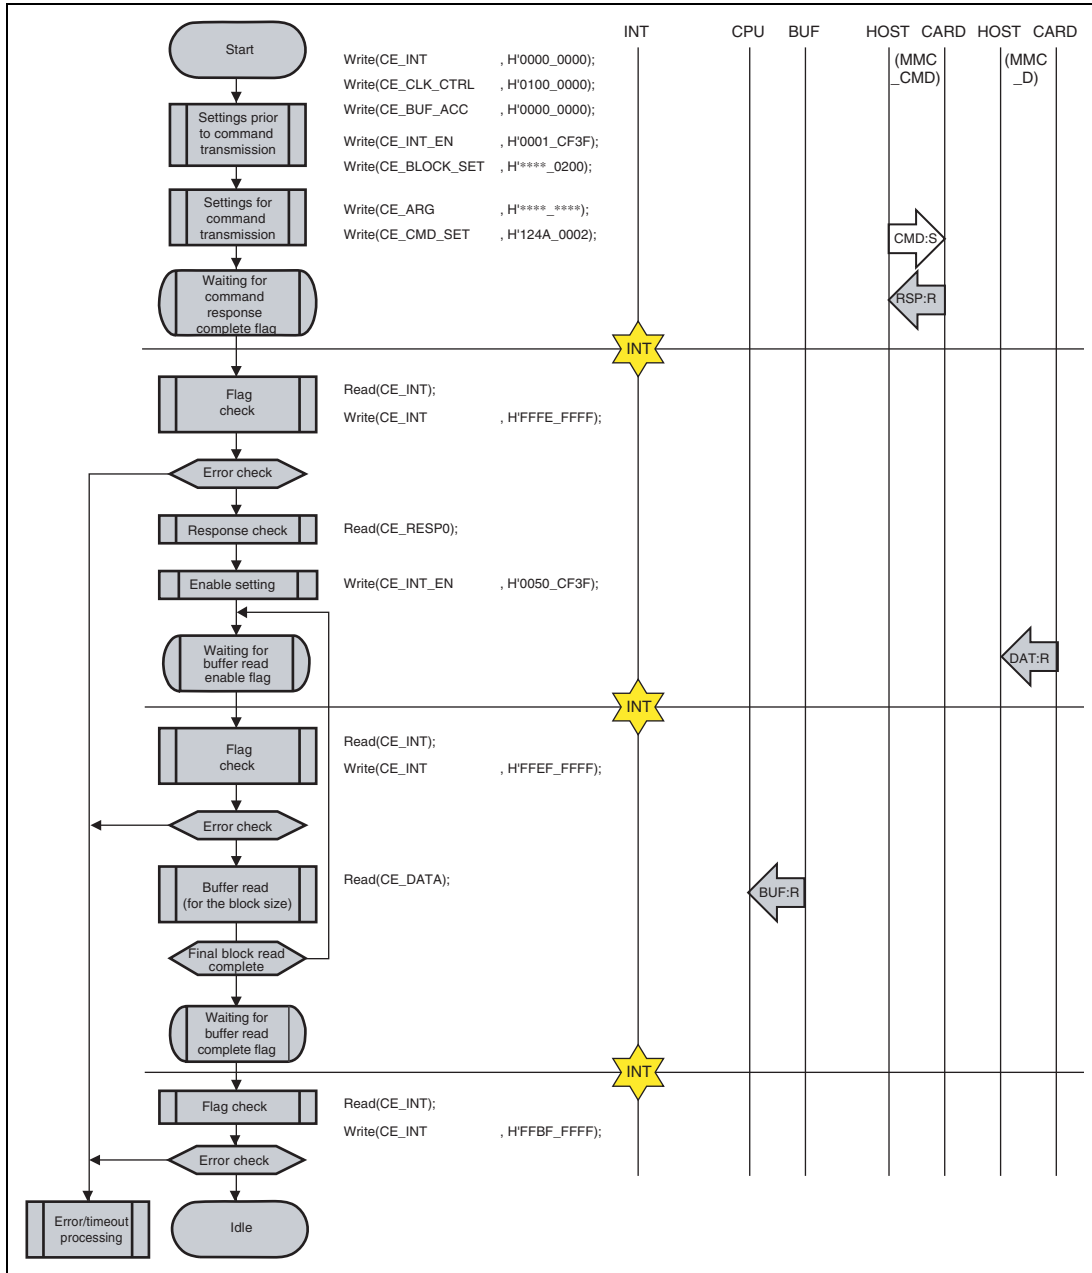 INT CPU BUF HOST CARD HOST CARD
(MMC _CMD) (MMC _D)
Start
Write(CE_INT , H'0000_0000);
Write(CE_CLK_CTRL , H'0100_0000);
Write(CE_BUF_ACC , H'0000_0000);
Settings prior
to command
transmission
Write(CE_INT_EN , H'0001_CF3F);
Write(CE_BLOCK_SET , H'****_0200);
Settings for
command
transmission
Write(CE_ARG , H'****_****);
Write(CE_CMD_SET , H'124A_0002);
CMD:S
Waiting for
command
response
complete flag
RSP:R
INT
Flag
check
Read(CE_INT);
Write(CE_INT , H'FFFE_FFFF);
Error check
Response check
Read(CE_RESP0);
Enable setting
Write(CE_INT_EN , H'0050_CF3F);
Waiting for
buffer read
enable flag
DAT:R
INT
Flag
check
Read(CE_INT);
Write(CE_INT , H'FFEF_FFFF);
Error check
Buffer read
(for the block size)
Read(CE_DATA);
BUF:R
Final block read
complete
Waiting for
buffer read
complete flag
INT
Flag check
Read(CE_INT);
Write(CE_INT , H'FFBF_FFFF);
Error check
Error/timeout
processing
Idle